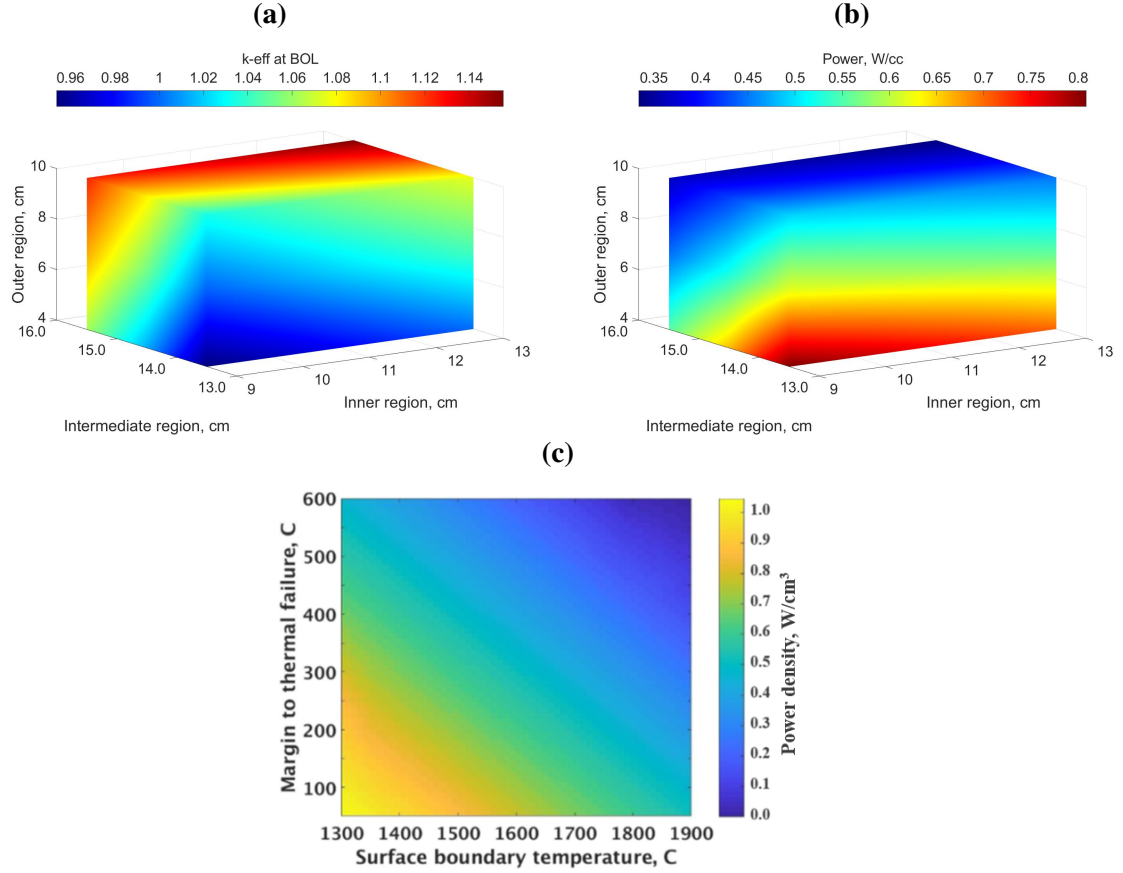 (a)
k-eff at BOL
0.96 0.98 1 1.02 1.04 1.06 1.08 1.1 1.12 1.14
10
8
6
4
Outer region, cm
16.0
15.0
14.0
13.0
9
10
11
12
13
Inner region, cm
Intermediate region, cm
(b)
Power, W/cc
0.35 0.4 0.45 0.5 0.55 0.6 0.65 0.7 0.75 0.8
10
8
6
4
Outer region, cm
16.0
15.0
14.0
13.0
9
10
11
12
13
Inner region, cm
Intermediate region, cm
(c)
600
500
400
300
200
100
Margin to thermal failure, C
1300 1400 1500 1600 1700 1800 1900
Surface boundary temperature, C
1.0
0.9
0.8
0.7
0.6
0.5
0.4
0.3
0.2
0.1
0.0
Power density, W/cm³